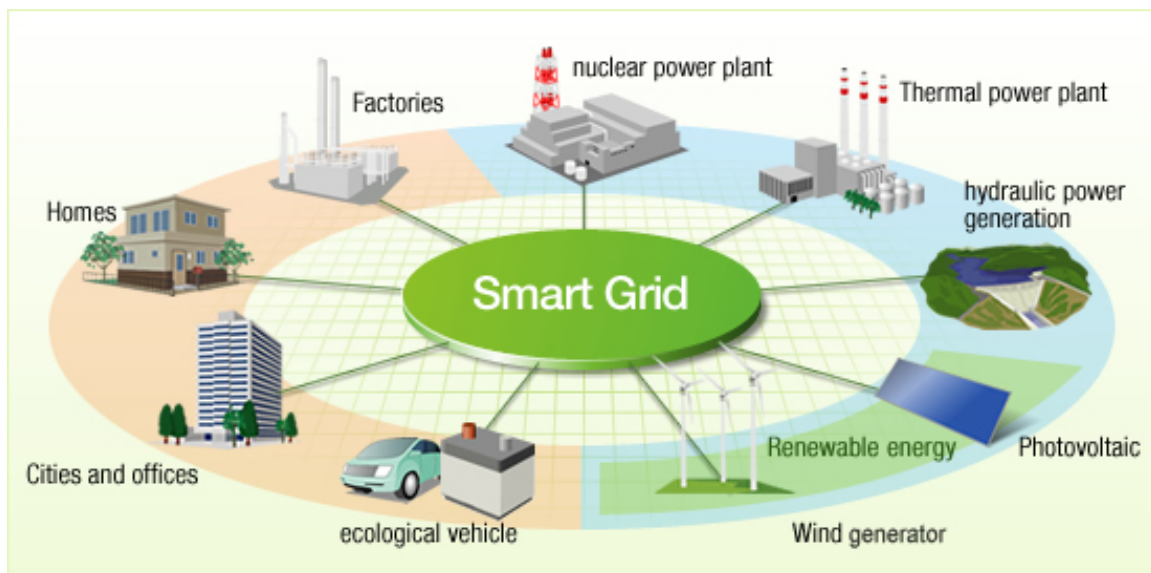 nuclear power plant
Thermal power plant
Factories
hydraulic power
generation
Homes
Smart Grid
Renewable energy
Photovoltaic
Cities and offices
ecological vehicle
Wind generator